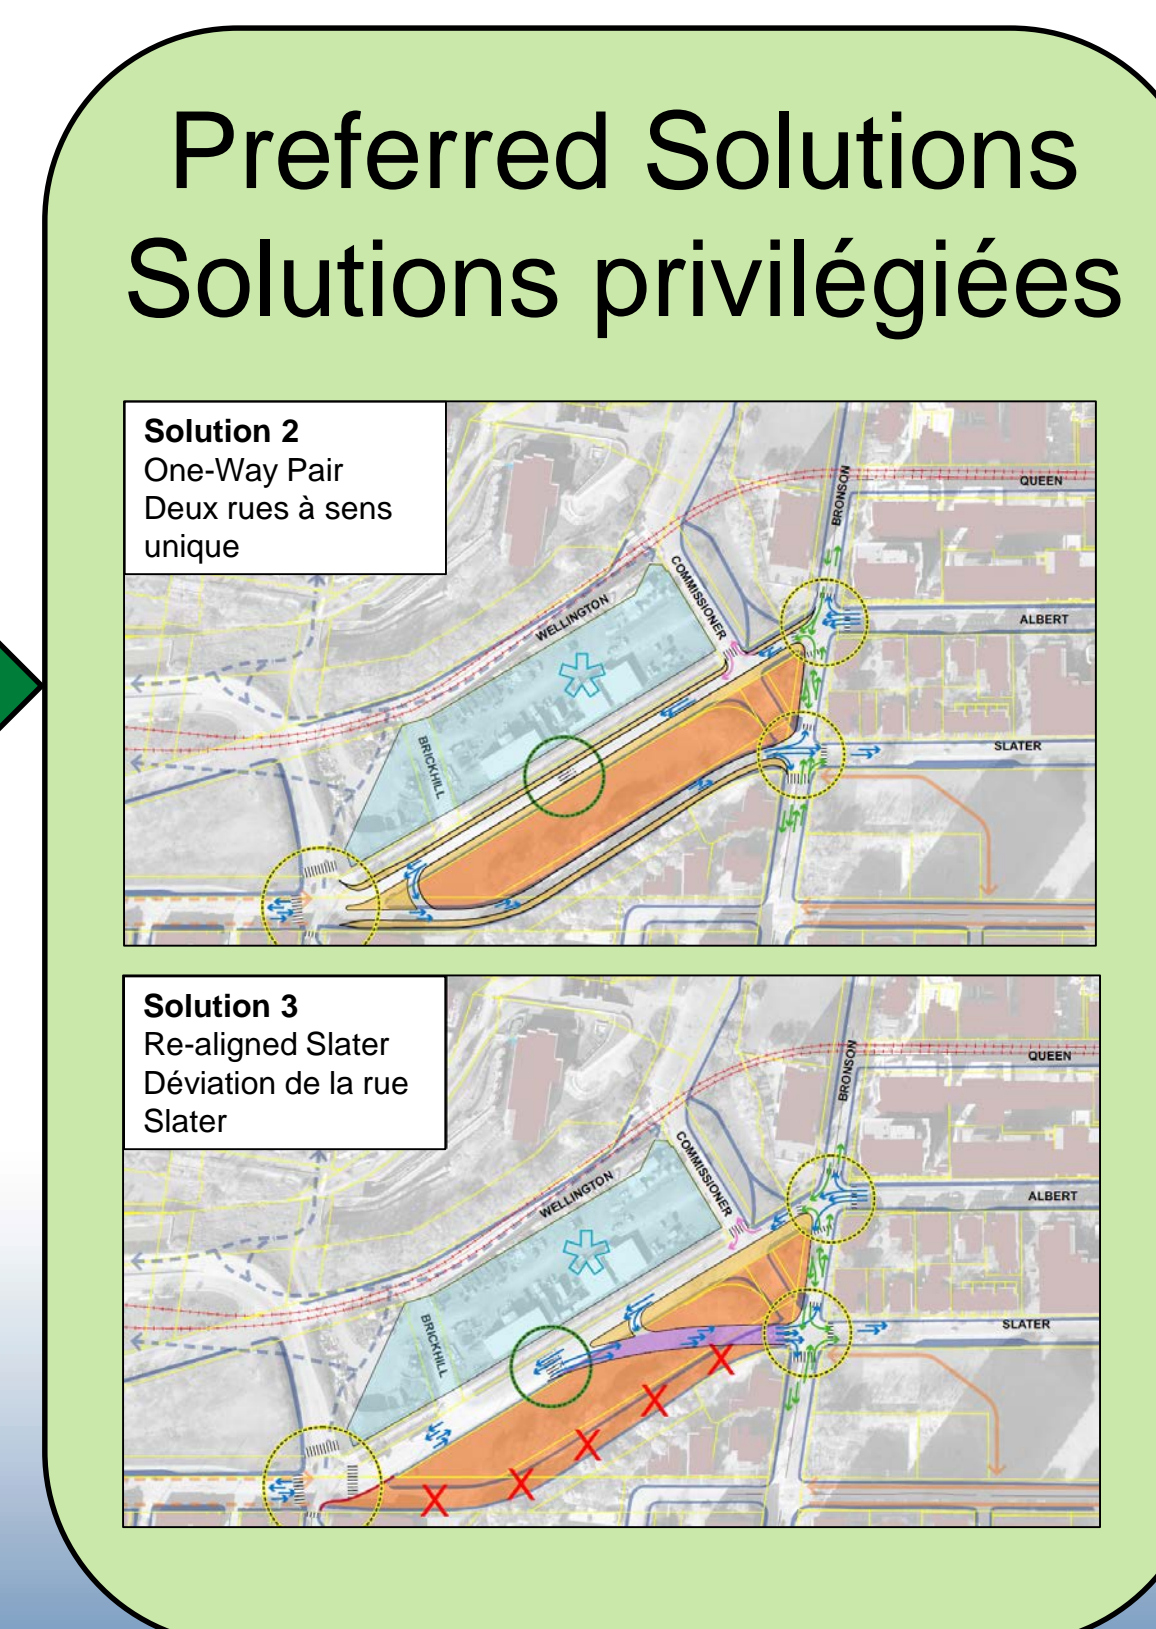 Preferred Solutions
Solutions privilégiées
Solution 2
One-Way Pair
Deux rues à sens
unique
QUEEN
BRONSON
COMMISSIONER
WELLINGTON
ALBERT
BRICKHILL
SLATER
Solution 3
Re-aligned Slater
Déviation de la rue
Slater
QUEEN
BRONSON
COMMISSIONER
WELLINGTON
ALBERT
BRICKHILL
SLATER
X
X
X
X
X